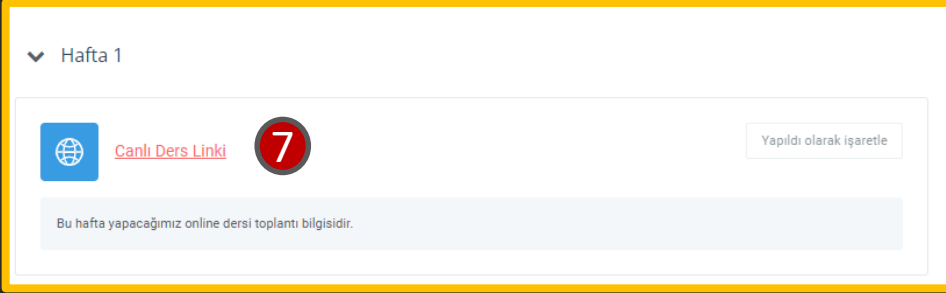 Hafta 1
Canlı Ders Linki
7
Yapıldı olarak işaretle
Bu hafta yapacağımız online dersi toplantı bilgisidir.